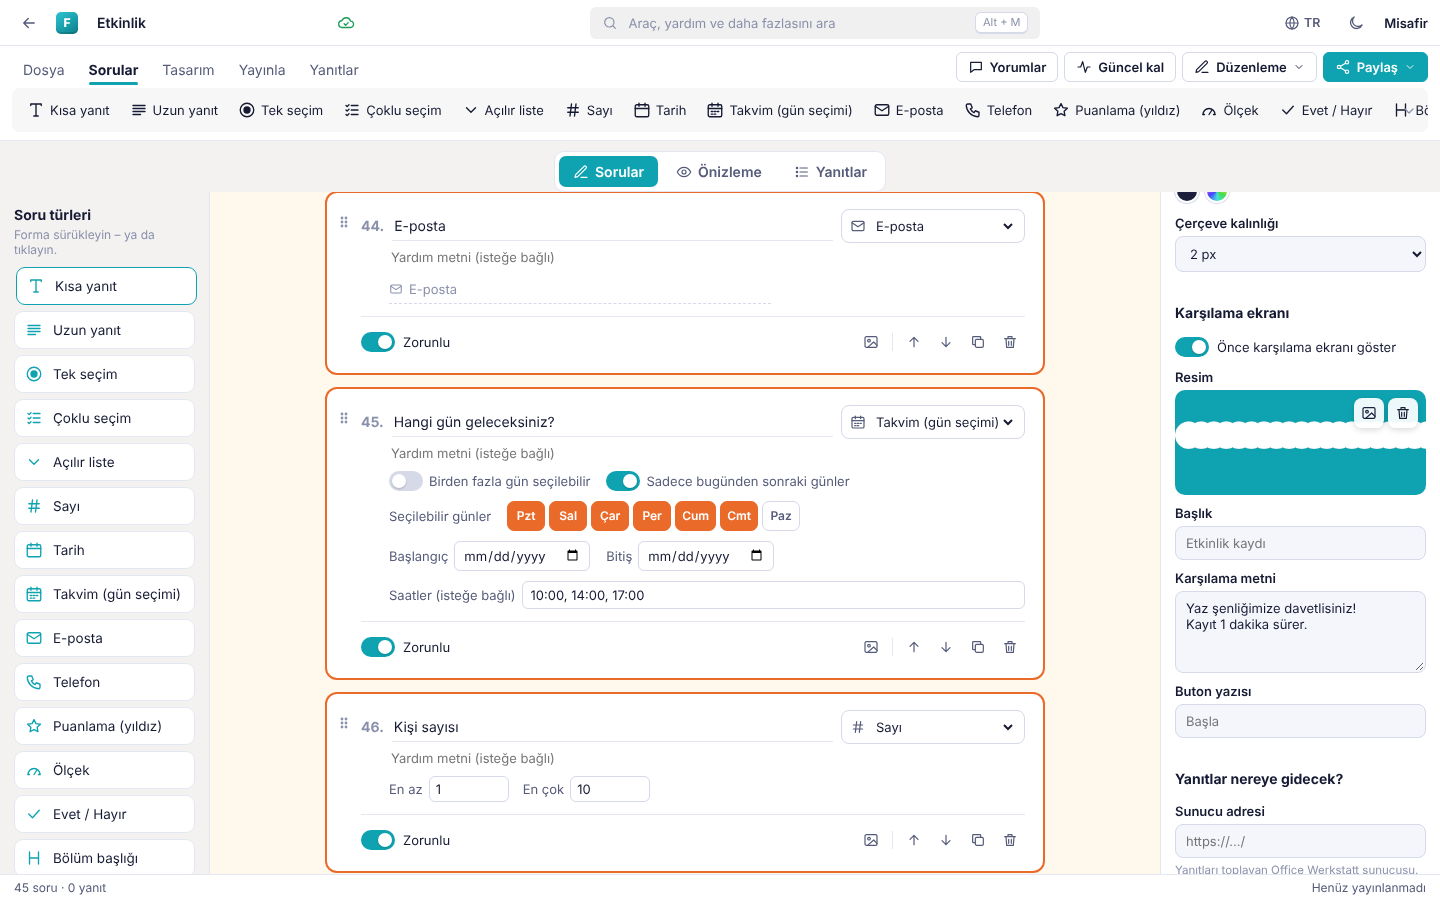 F
Etkinlik
Araç, yardım ve daha fazlasını ara
Alt + M
TR
Misafir
Dosya
Sorular
Tasarım
Yayınla
Yanıtlar
Yorumlar
Güncel kal
Düzenleme
Paylaş
Kısa yanıt
Uzun yanıt
Tek seçim
Çoklu seçim
Açılır liste
Sayı
Tarih
Takvim (gün seçimi)
E-posta
Telefon
Puanlama (yıldız)
Ölçek
Evet / Hayır
Sorular
Önizleme
Yanıtlar
Soru türleri
Forma sürükleyin – ya da
tıklayın.
Kısa yanıt
Uzun yanıt
Tek seçim
Çoklu seçim
Açılır liste
Sayı
Tarih
Takvim (gün seçimi)
E-posta
Telefon
Puanlama (yıldız)
Ölçek
Evet / Hayır
Bölüm başlığı
44. E-posta
E-posta
Yardım metni (isteğe bağlı)
E-posta
Zorunlu
45. Hangi gün geleceksiniz?
Takvim (gün seçimi)
Yardım metni (isteğe bağlı)
Birden fazla gün seçilebilir
Sadece bugünden sonraki günler
Seçilebilir günler
Pzt
Sal
Çar
Per
Cum
Cmt
Paz
Başlangıç
mm/dd/yyyy
Bitiş
mm/dd/yyyy
Saatler (isteğe bağlı)
10:00, 14:00, 17:00
Zorunlu
46. Kişi sayısı
Sayı
Yardım metni (isteğe bağlı)
En az
1
En çok
10
Zorunlu
Çerçeve kalınlığı
2 px
Karşılama ekranı
Önce karşılama ekranı göster
Resim
Başlık
Etkinlik kaydı
Karşılama metni
Yaz şenliğimize davetlisiniz!
Kayıt 1 dakika sürer.
Buton yazısı
Başla
Yanıtlar nereye gidecek?
Sunucu adresi
https://.../
Yanıtları toplayan Office Werkstatt sunucusu.
45 soru · 0 yanıt
Henüz yayınlanmadı